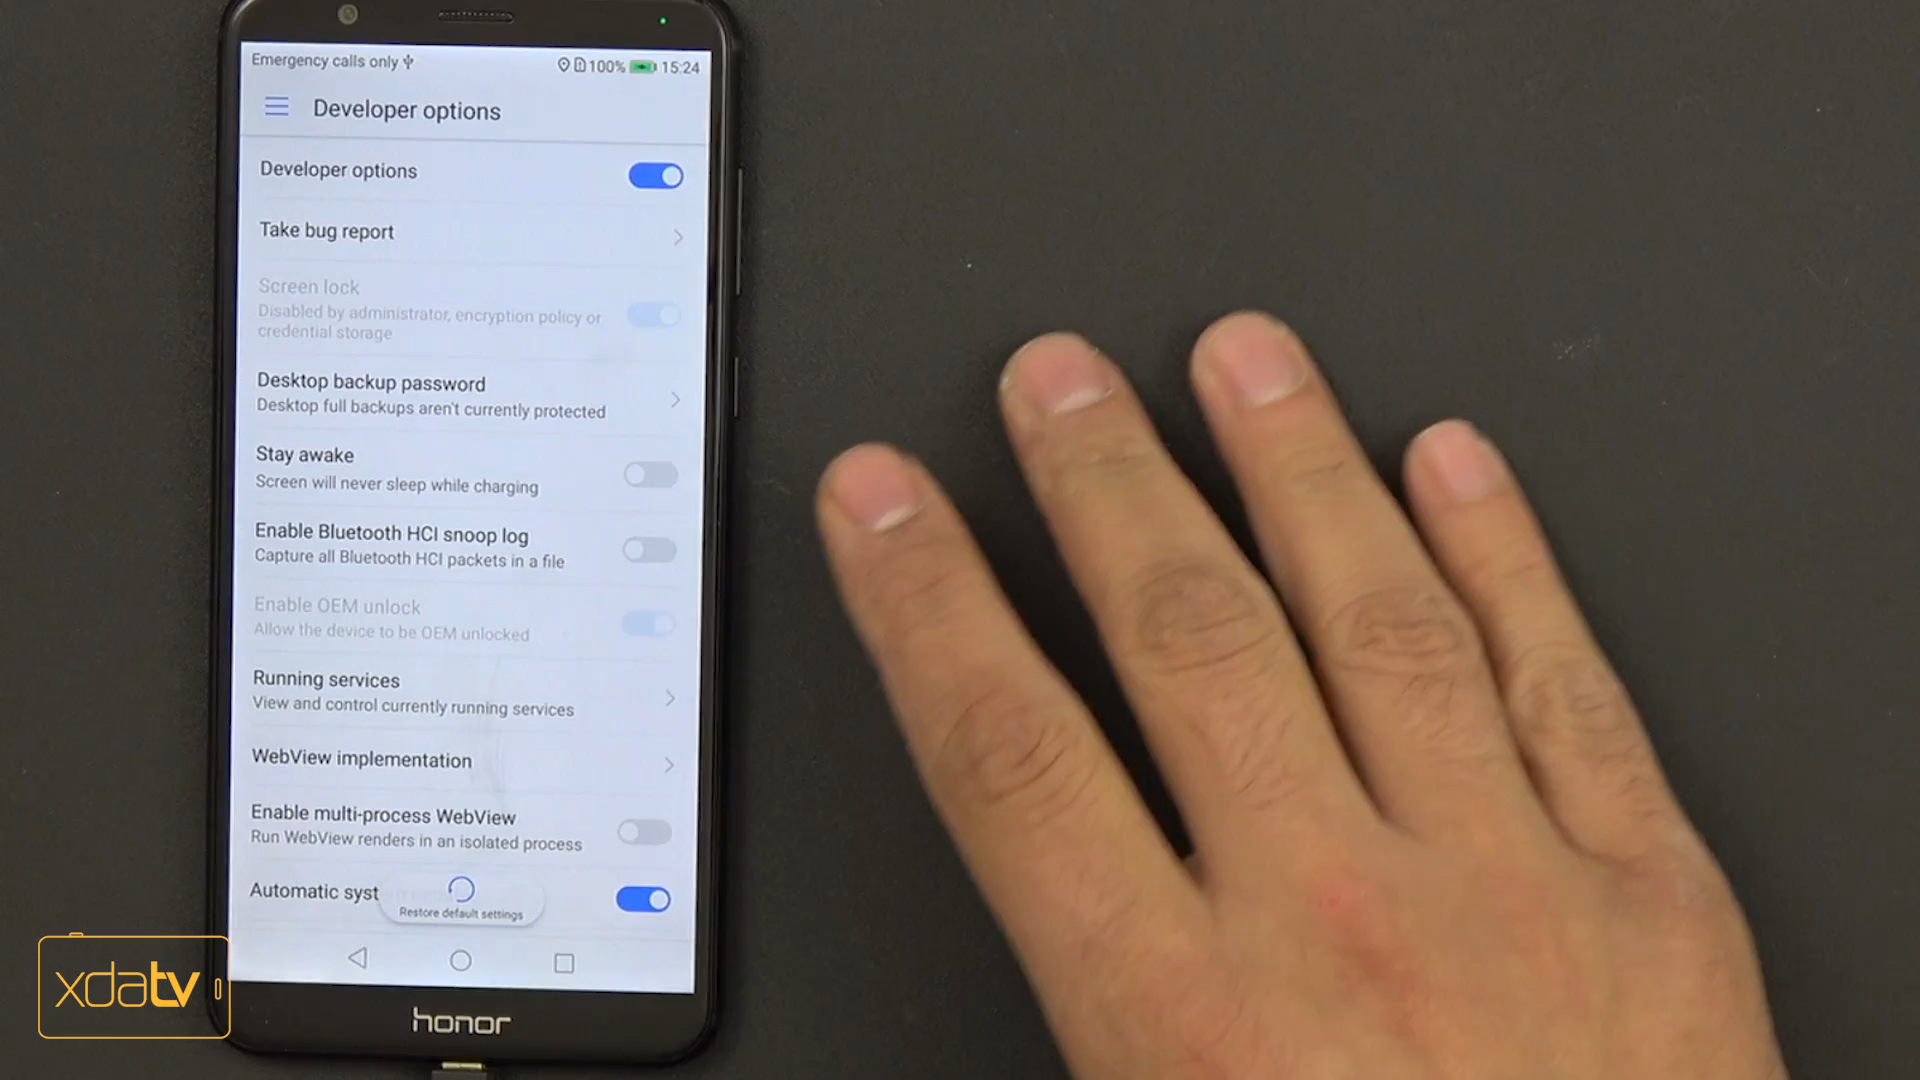 Emergency calls only
100% 15:24
Developer options
Developer options
Take bug report
Screen lock
Disabled by administrator, encryption policy or
credential storage
Desktop backup password
Desktop full backups aren't currently protected
Stay awake
Screen will never sleep while charging
Enable Bluetooth HCI snoop log
Capture all Bluetooth HCI packets in a file
Enable OEM unlock
Allow the device to be OEM unlocked
Running services
View and control currently running services
WebView implementation
Enable multi-process WebView
Run WebView renders in an isolated process
Automatic syst
Restore default settings
honor
xdatv